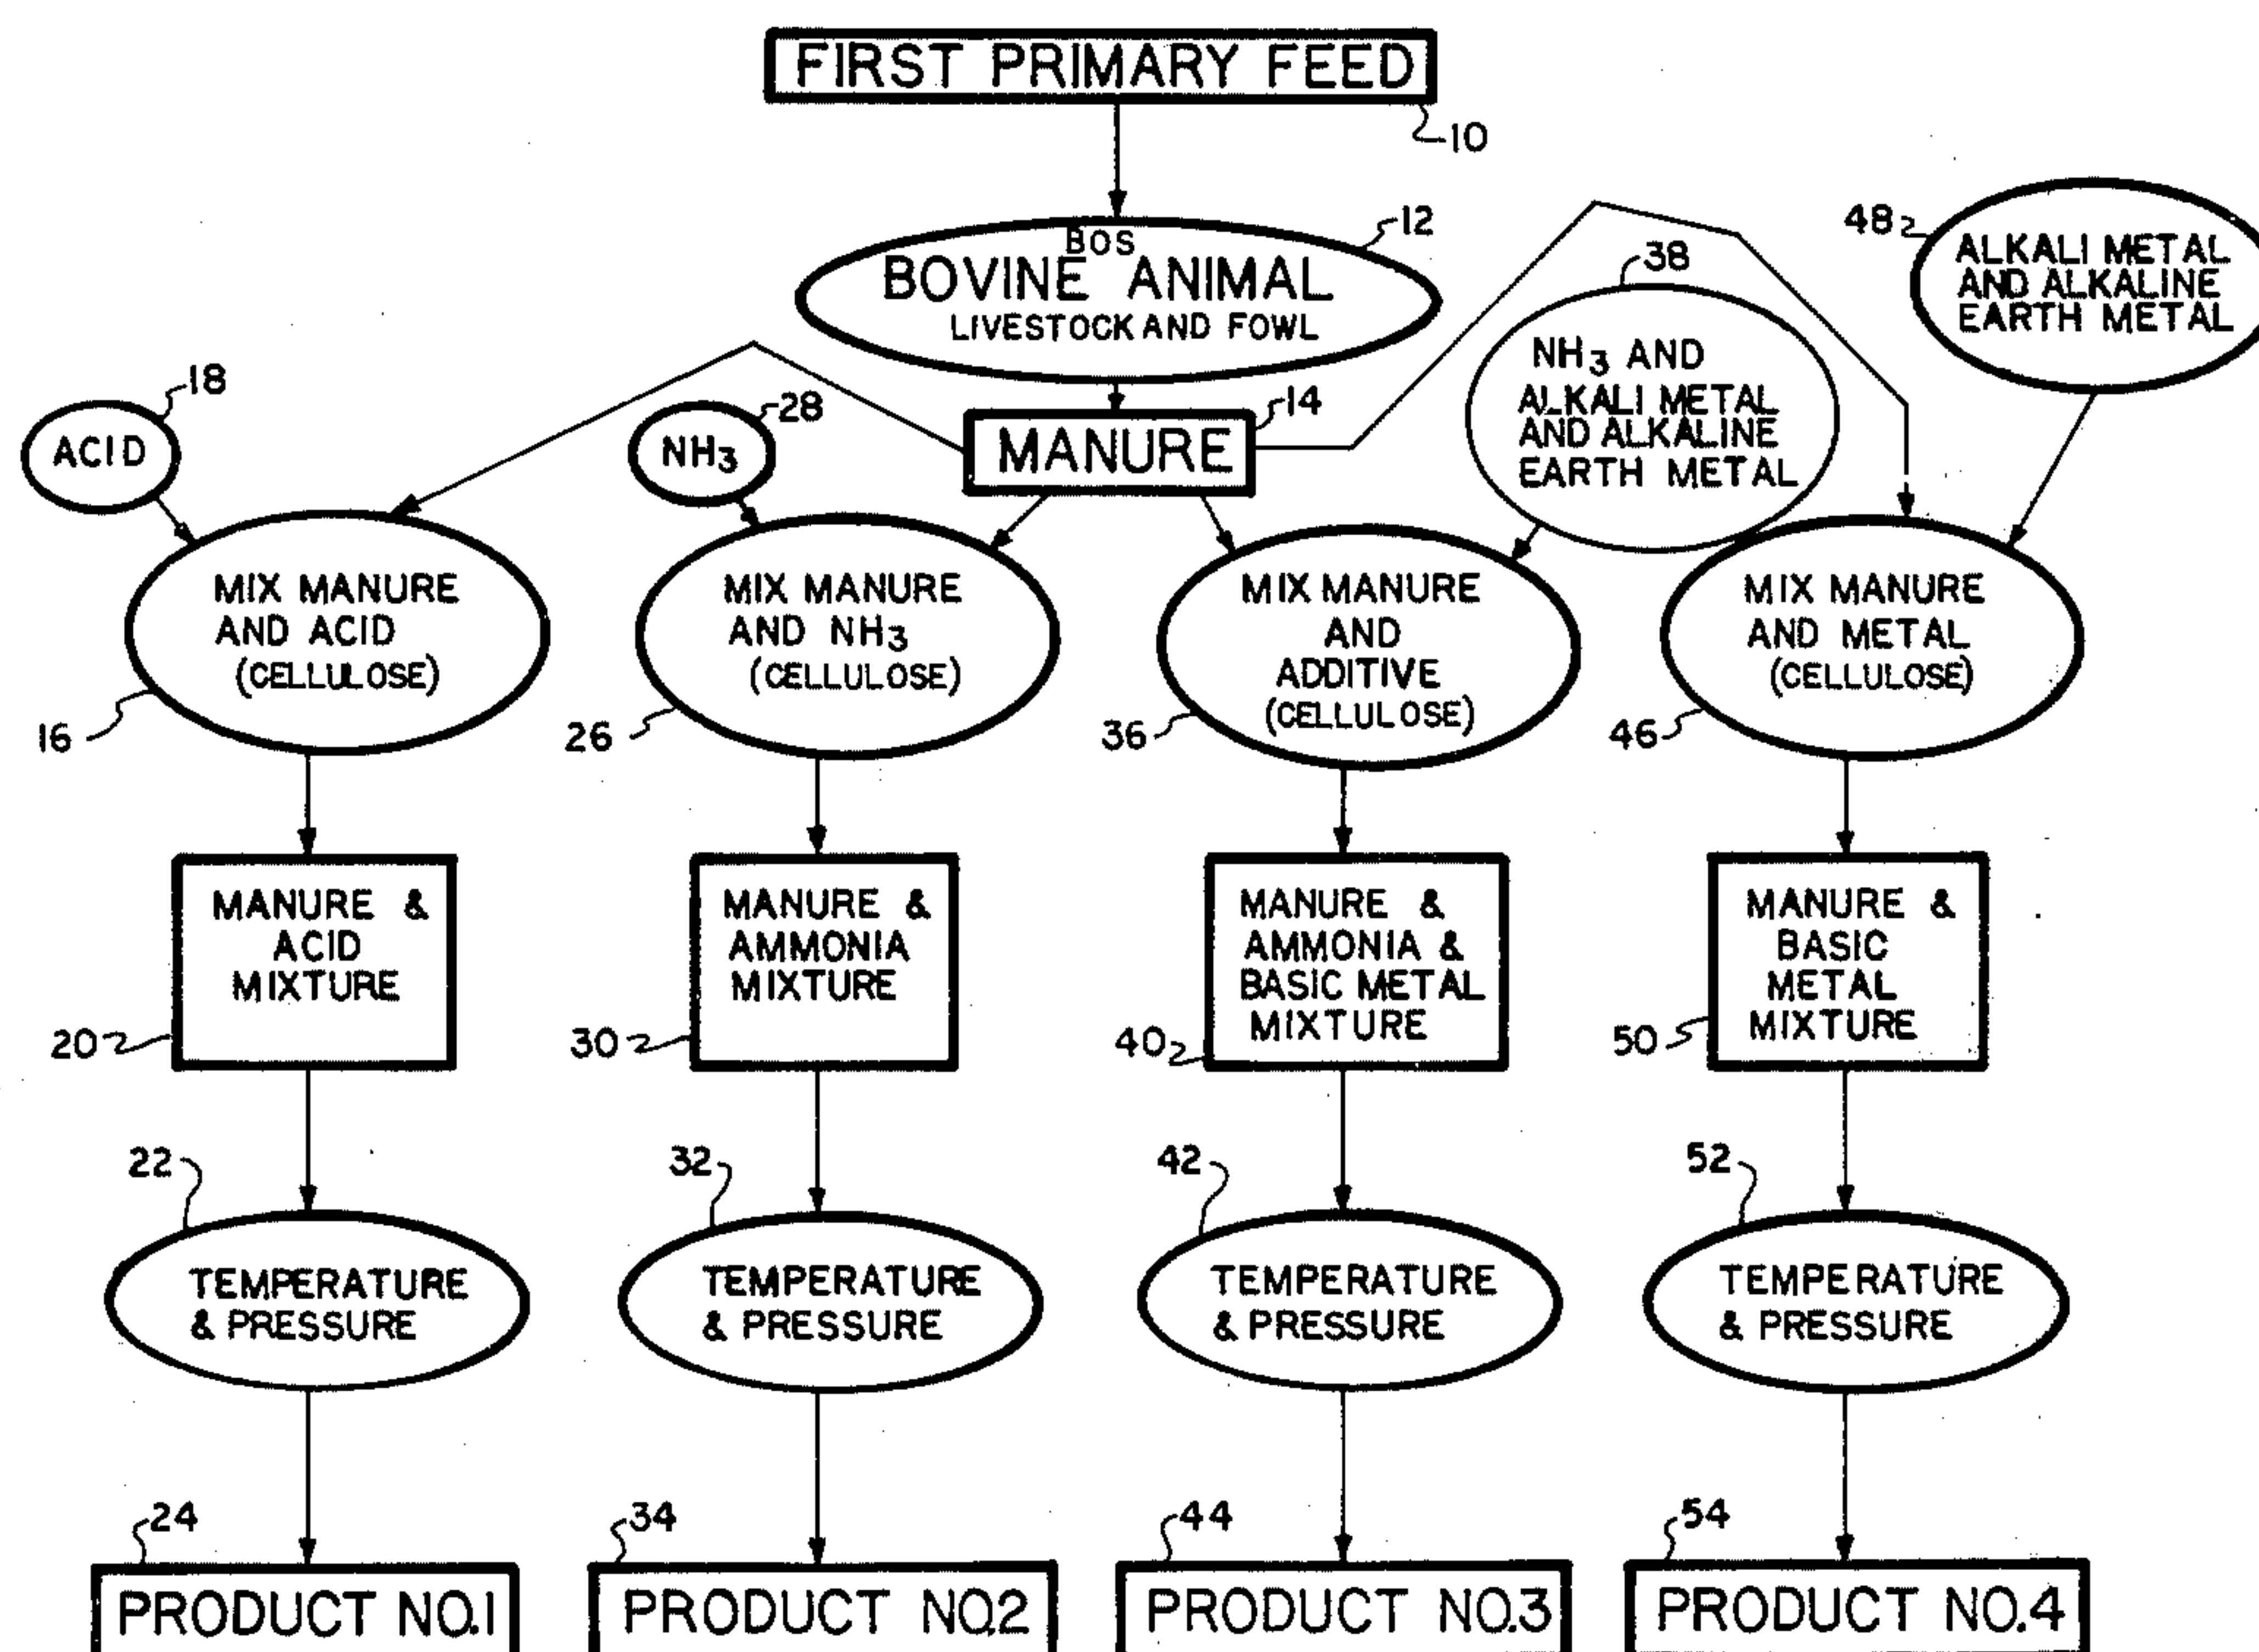 FIRST PRIMARY FEED
10
BOS
BOVINE ANIMAL
LIVESTOCK AND FOWL
12
38
48
ALKALI METAL
AND ALKALINE
EARTH METAL
NH3 AND
ALKALI METAL
AND ALKALINE
EARTH METAL
18
ACID
28
NH3
14
MANURE
MIX MANURE
AND ACID
(CELLULOSE)
16
MIX MANURE
AND NH3
(CELLULOSE)
26
MIX MANURE
AND
ADDITIVE
(CELLULOSE)
36
MIX MANURE
AND METAL
(CELLULOSE)
46
MANURE &
ACID
MIXTURE
20
MANURE &
AMMONIA
MIXTURE
30
MANURE &
AMMONIA &
BASIC METAL
MIXTURE
40
MANURE &
BASIC
METAL
MIXTURE
50
22
TEMPERATURE
& PRESSURE
32
TEMPERATURE
& PRESSURE
42
TEMPERATURE
& PRESSURE
52
TEMPERATURE
& PRESSURE
24
PRODUCT NO.1
34
PRODUCT NO.2
44
PRODUCT NO.3
54
PRODUCT NO.4